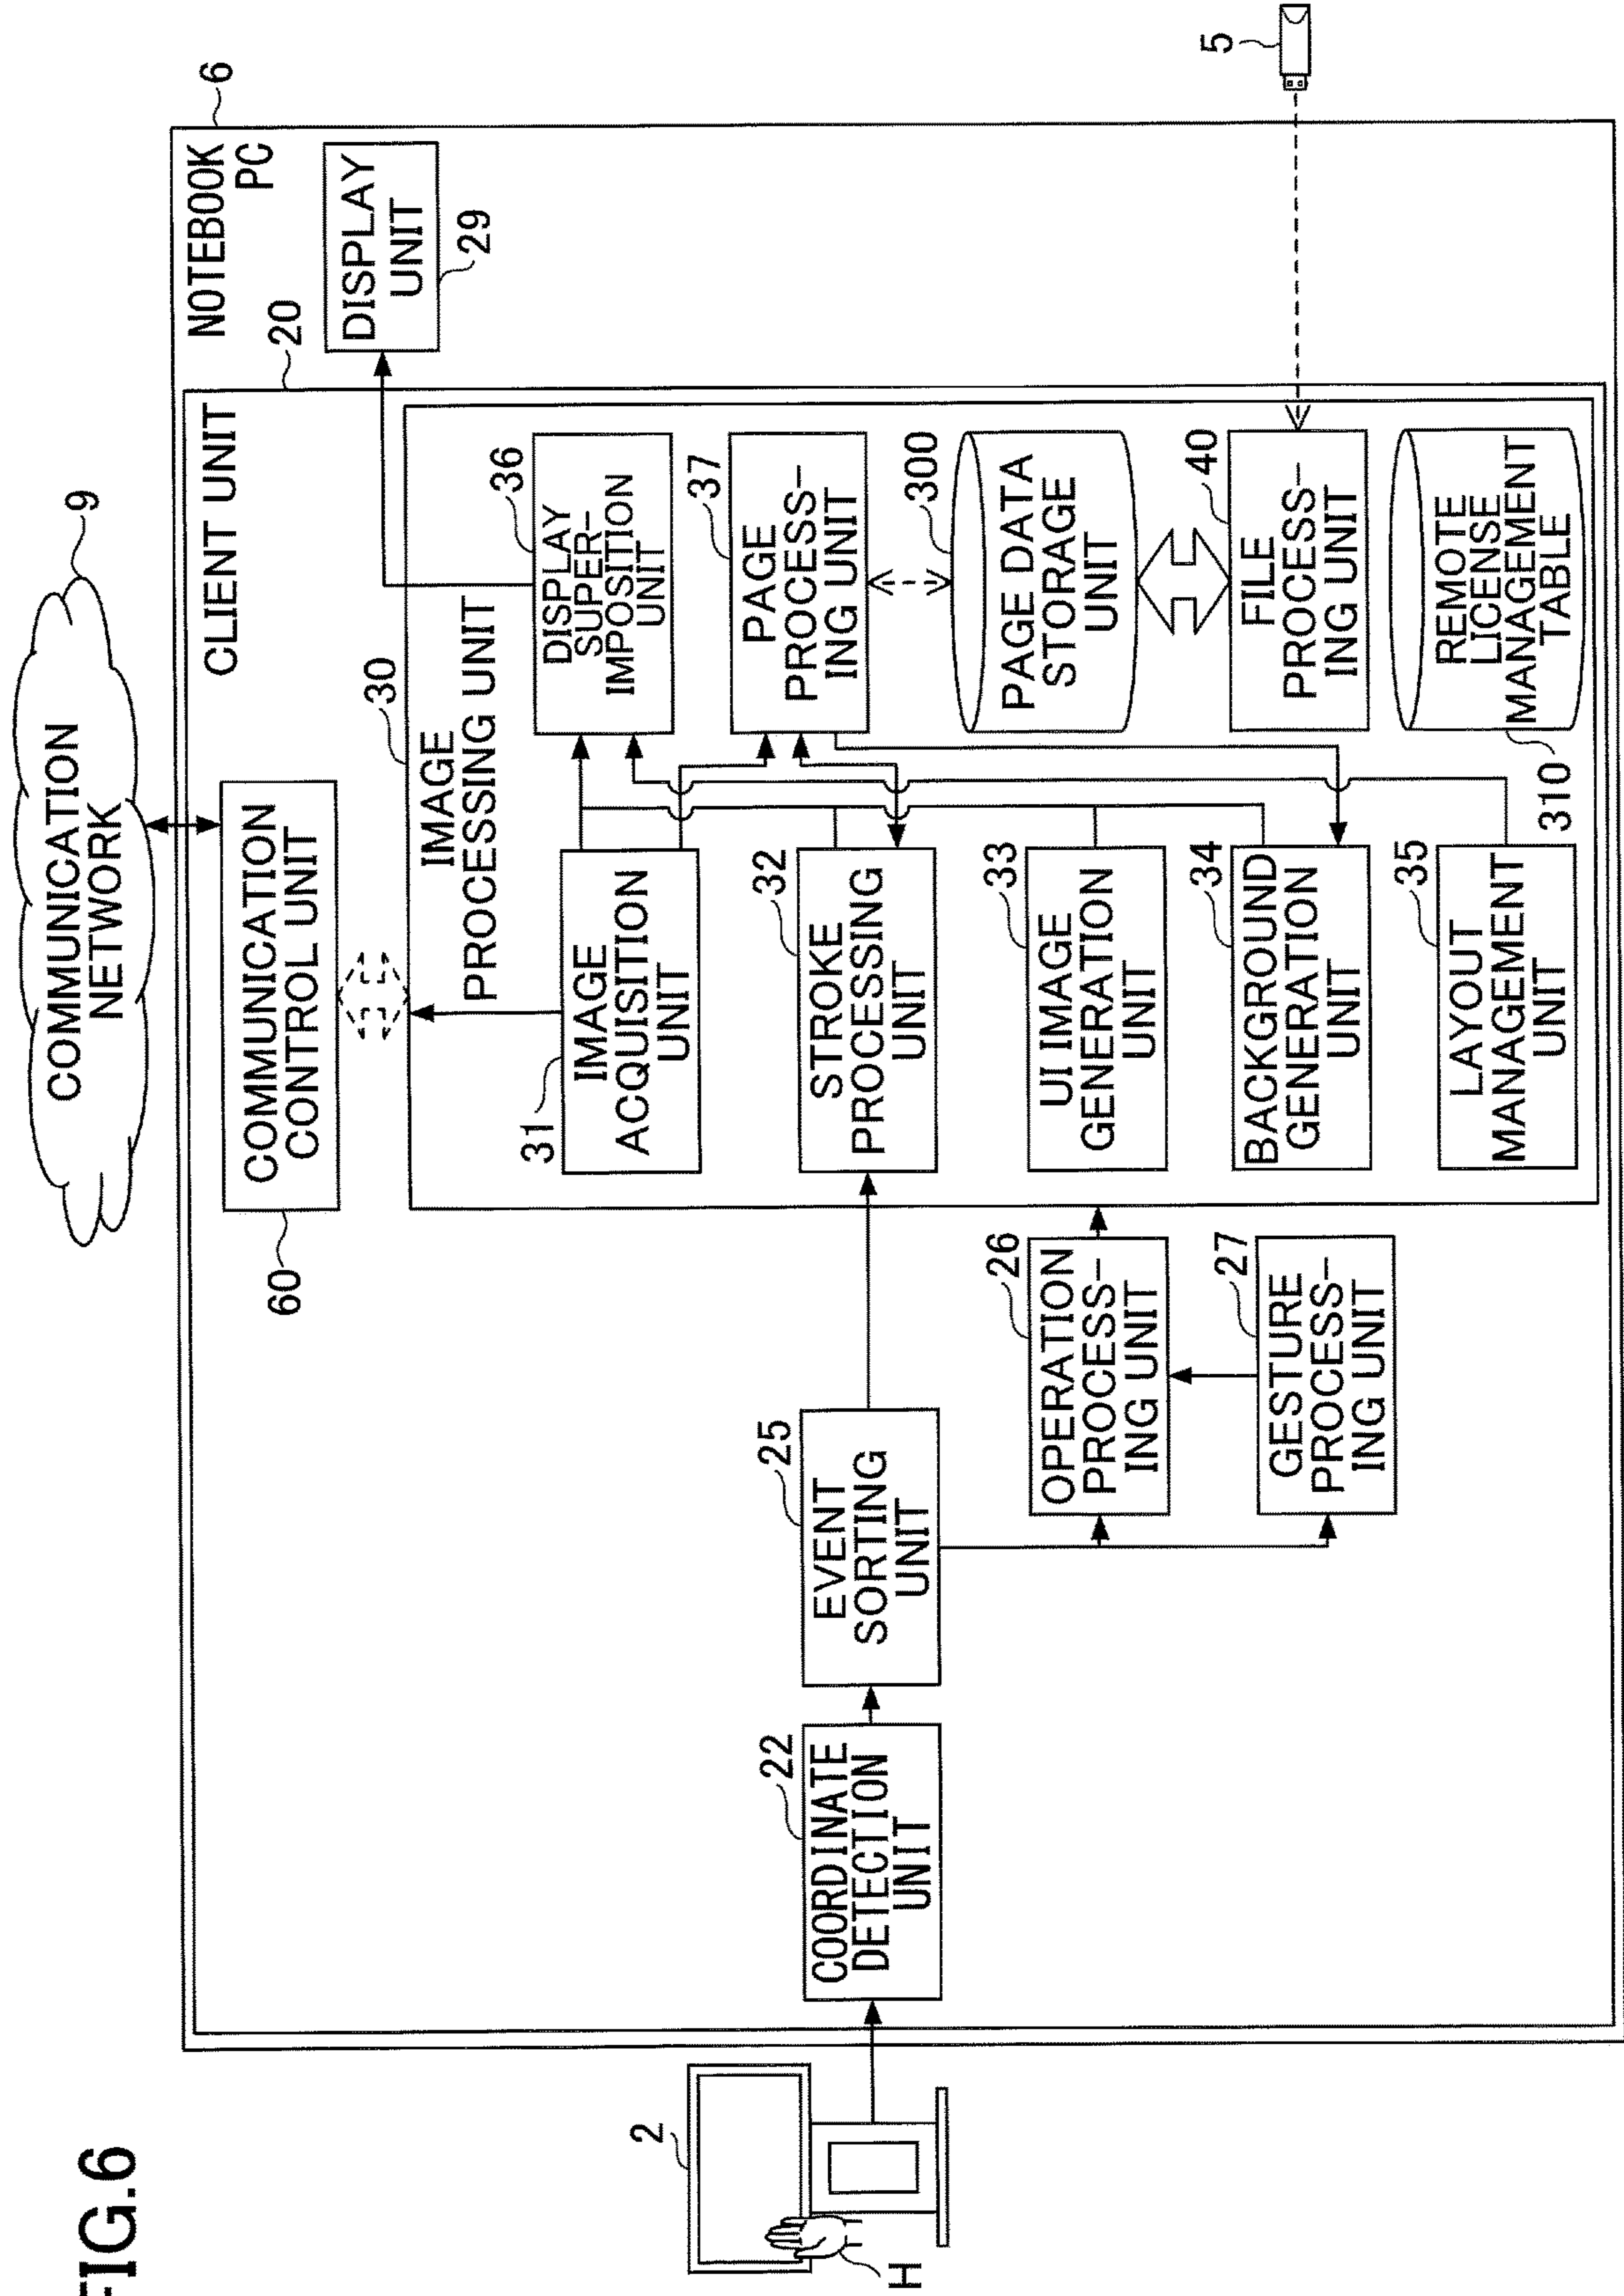 FIG.6
COMMUNICATION
NETWORK
9
NOTEBOOK
PC
6
CLIENT UNIT
20
DISPLAY
UNIT
29
COMMUNICATION
CONTROL UNIT
60
IMAGE
PROCESSING UNIT
30
IMAGE
ACQUISITION
UNIT
31
STROKE
PROCESSING
UNIT
32
UI IMAGE
GENERATION
UNIT
33
BACKGROUND
GENERATION
UNIT
34
LAYOUT
MANAGEMENT
UNIT
35
DISPLAY
SUPER-
IMPOSITION
UNIT
36
PAGE
PROCESS-
ING UNIT
37
PAGE DATA
STORAGE
UNIT
300
FILE
PROCESS-
ING UNIT
40
REMOTE
LICENSE
MANAGEMENT
TABLE
310
5
2
H
COORDINATE
DETECTION
UNIT
22
EVENT
SORTING
UNIT
25
OPERATION
PROCESS-
ING UNIT
26
GESTURE
PROCESS-
ING UNIT
27